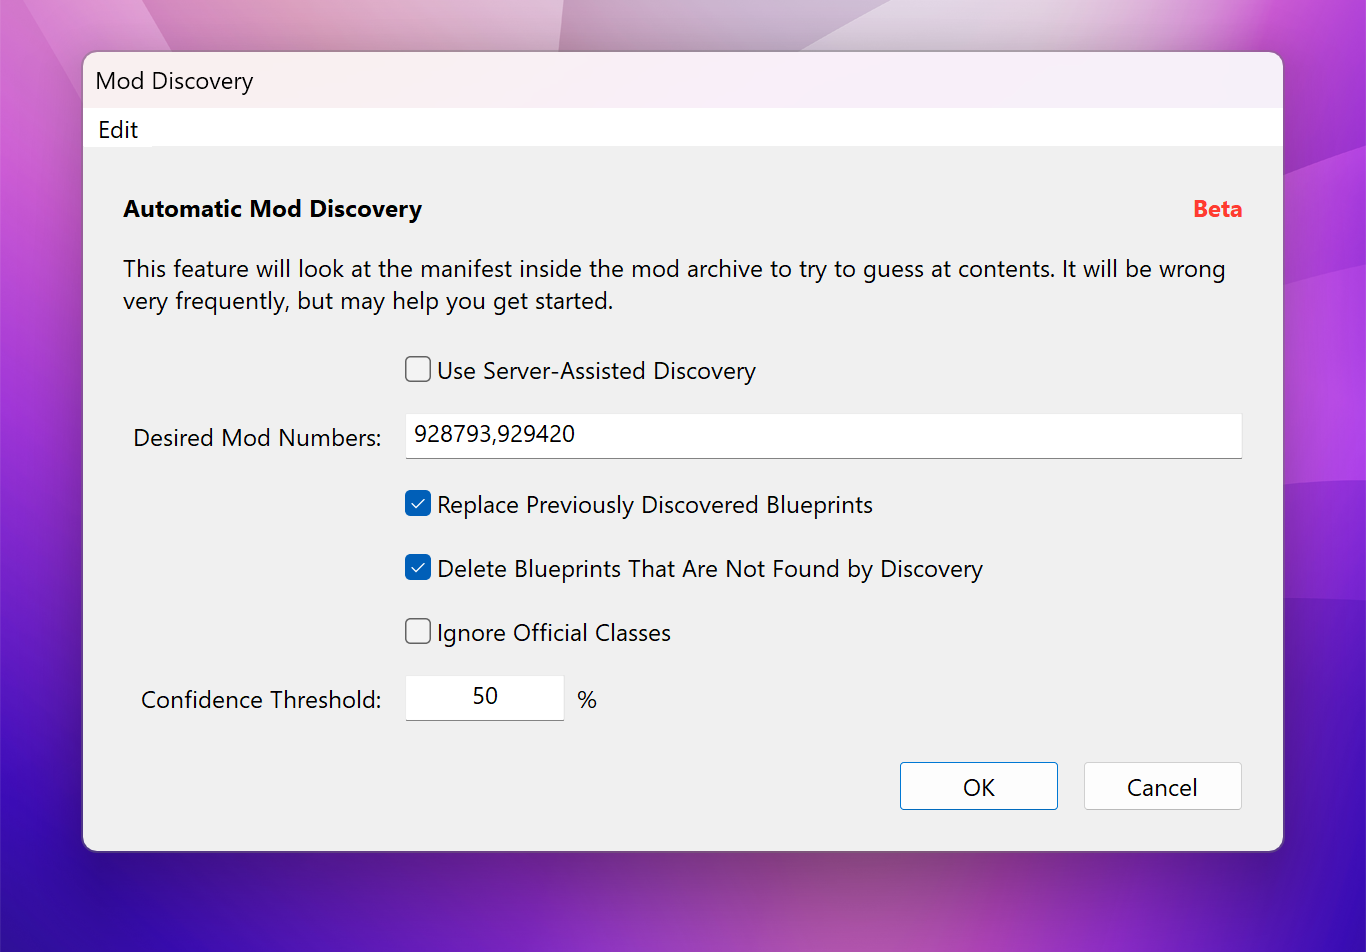 Mod Discovery
Edit
Automatic Mod Discovery
Beta
This feature will look at the manifest inside the mod archive to try to guess at contents. It will be wrong
very frequently, but may help you get started.
Use Server-Assisted Discovery
Desired Mod Numbers: 928793,929420
Replace Previously Discovered Blueprints
Delete Blueprints That Are Not Found by Discovery
Ignore Official Classes
Confidence Threshold: 50 %
OK
Cancel